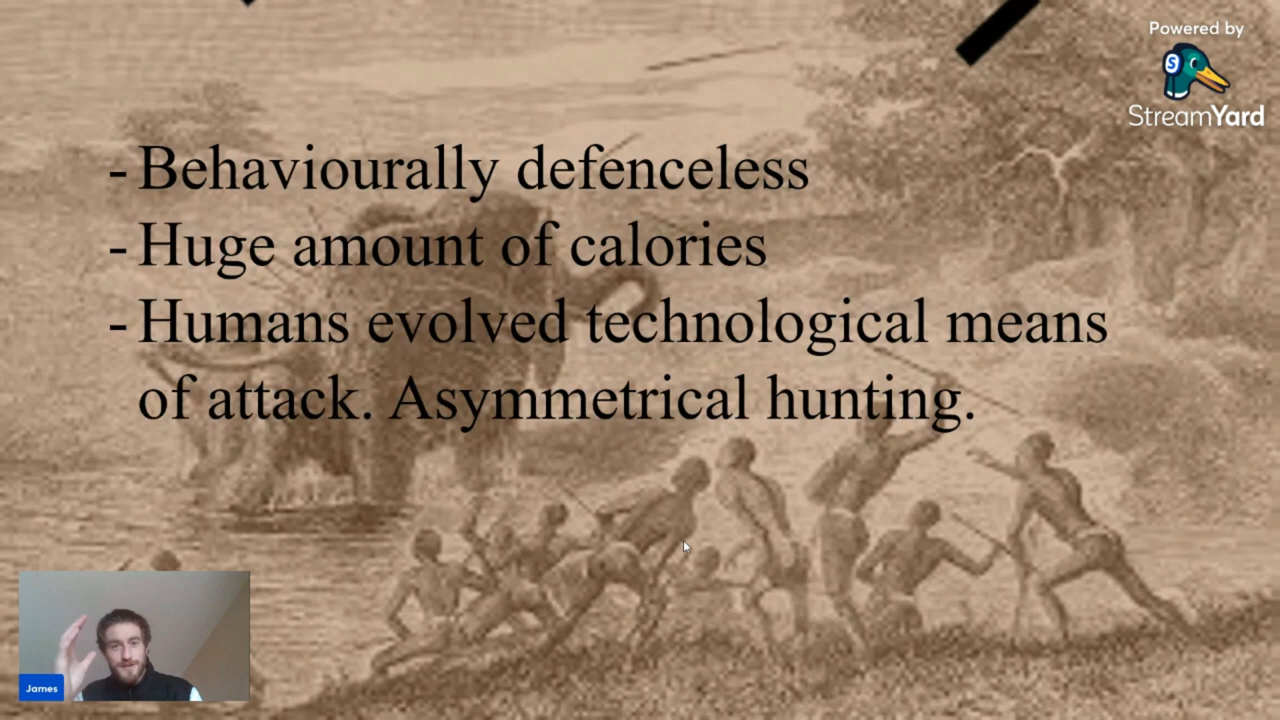 Powered by
S
StreamYard
- Behaviourally defenceless
- Huge amount of calories
- Humans evolved technological means
of attack. Asymmetrical hunting.
James